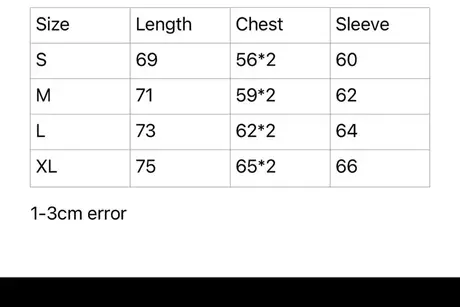 Size Length Chest Sleeve
S 69 56*2 60
M 71 59*2 62
L 73 62*2 64
XL 75 65*2 66
1-3cm error